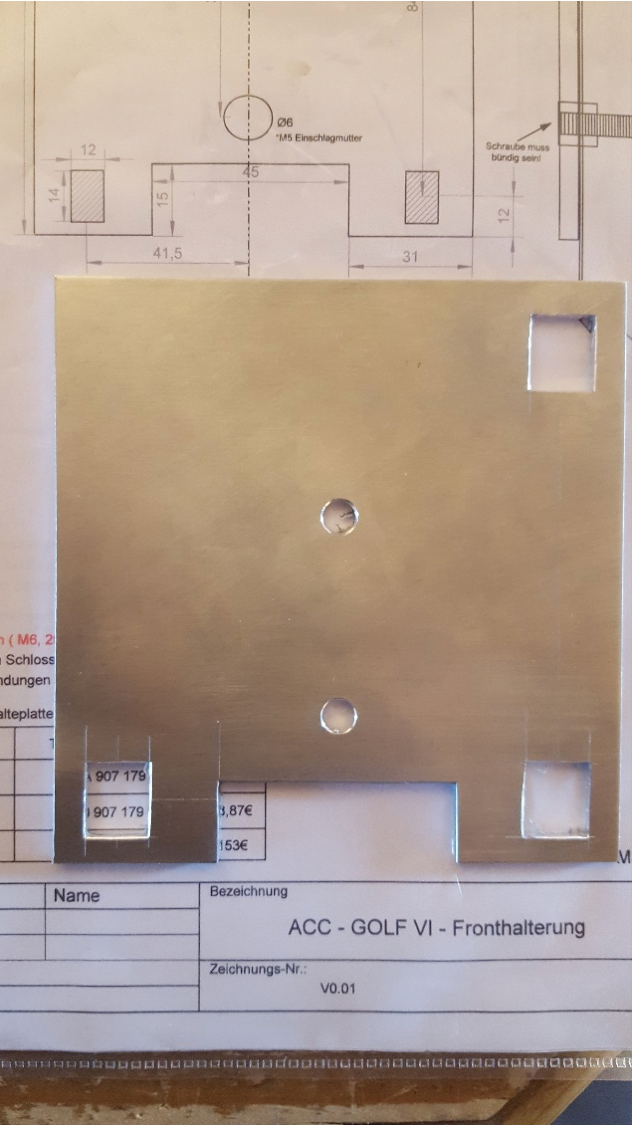 Ø6
*M5 Einschlagmutter
Schraube muss
bündig sein!
12
14
45
15
12
41,5
31
( M6,
Schloss
ndungen
alteplatte
907 179
907 179
,87€
153€
Name
Bezeichnung
ACC - GOLF VI - Fronthalterung
Zeichnungs-Nr.:
V0.01
M